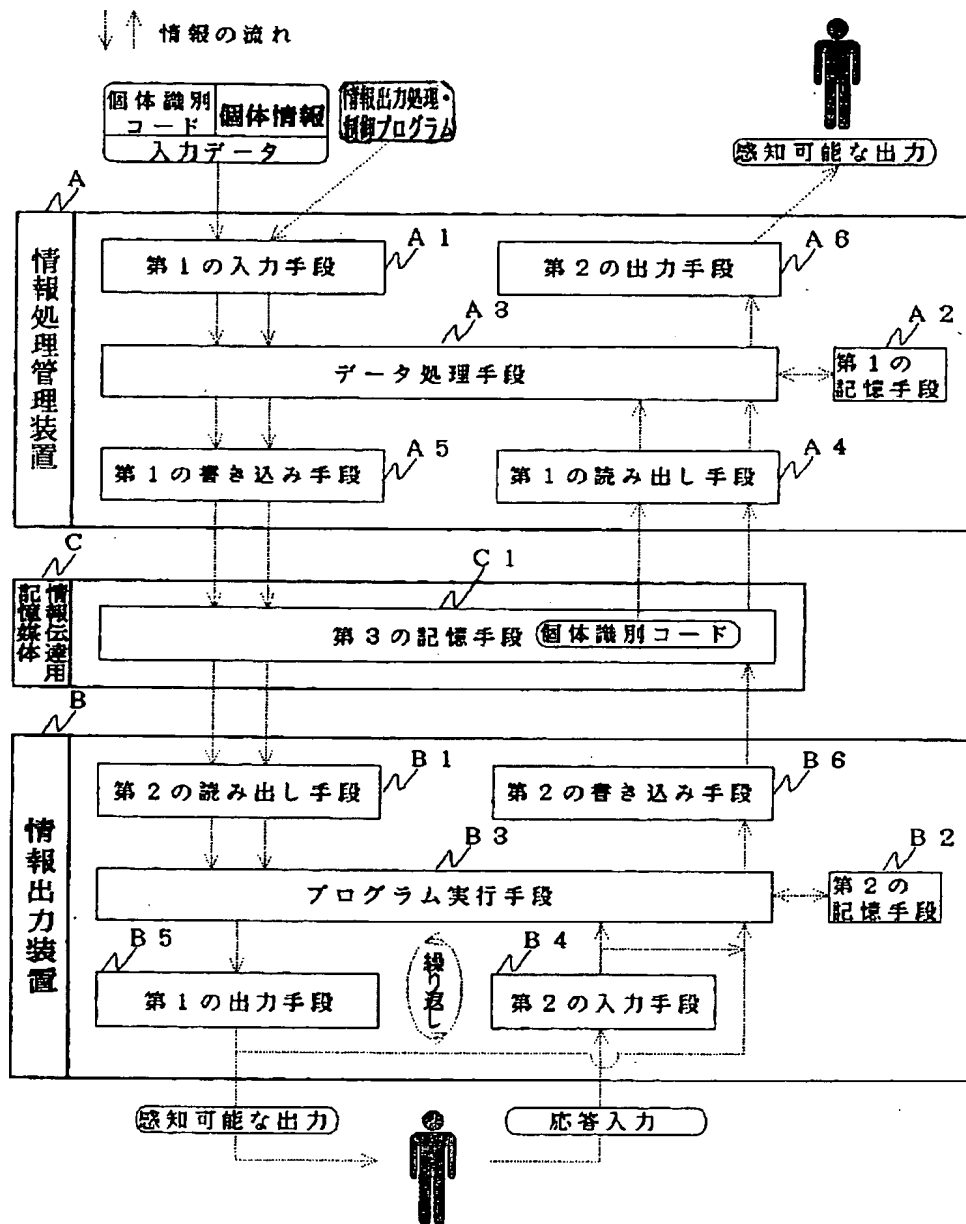 情報の流れ
個体識別
コード
個体情報
入力データ
情報出力処理・
制御プログラム
感知可能な出力
A
情報処理管理装置
第1の入力手段
A1
第2の出力手段
A6
A3
データ処理手段
A2
第1の
記憶手段
第1の書き込み手段
A5
第1の読み出し手段
A4
C
情報伝達用
記憶媒体
C1
第3の記憶手段
個体識別コード
B
情報出力装置
第2の読み出し手段
B1
第2の書き込み手段
B6
B3
プログラム実行手段
B2
第2の
記憶手段
B5
第1の出力手段
繰り返し
B4
第2の入力手段
感知可能な出力
応答入力